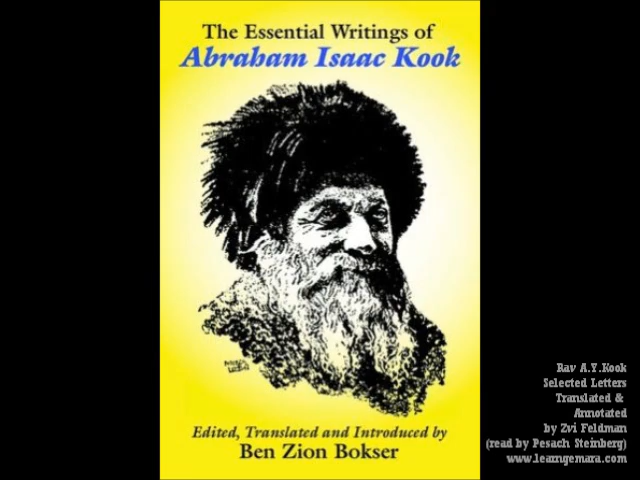 The Essential Writings of
Abraham Isaac Kook
Edited, Translated and Introduced by
Ben Zion Bokser
Rav A.Y.Kook
Selected Letters
Translated &
Annotated
by Zvi Feldman
(read by Pesach Steinberg)
www.learngemara.com